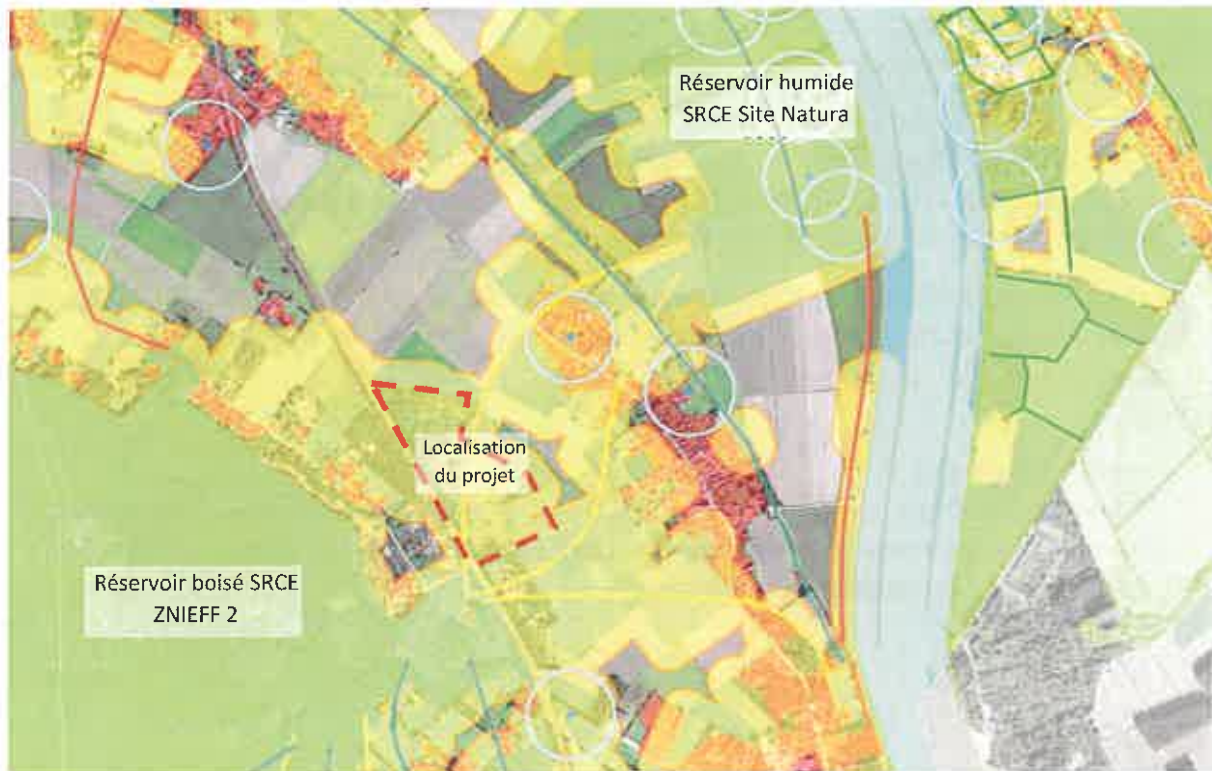 Réservoir humide
SRCE Site Natura
Localisation
du projet
Réservoir boisé SRCE
ZNIEFF 2